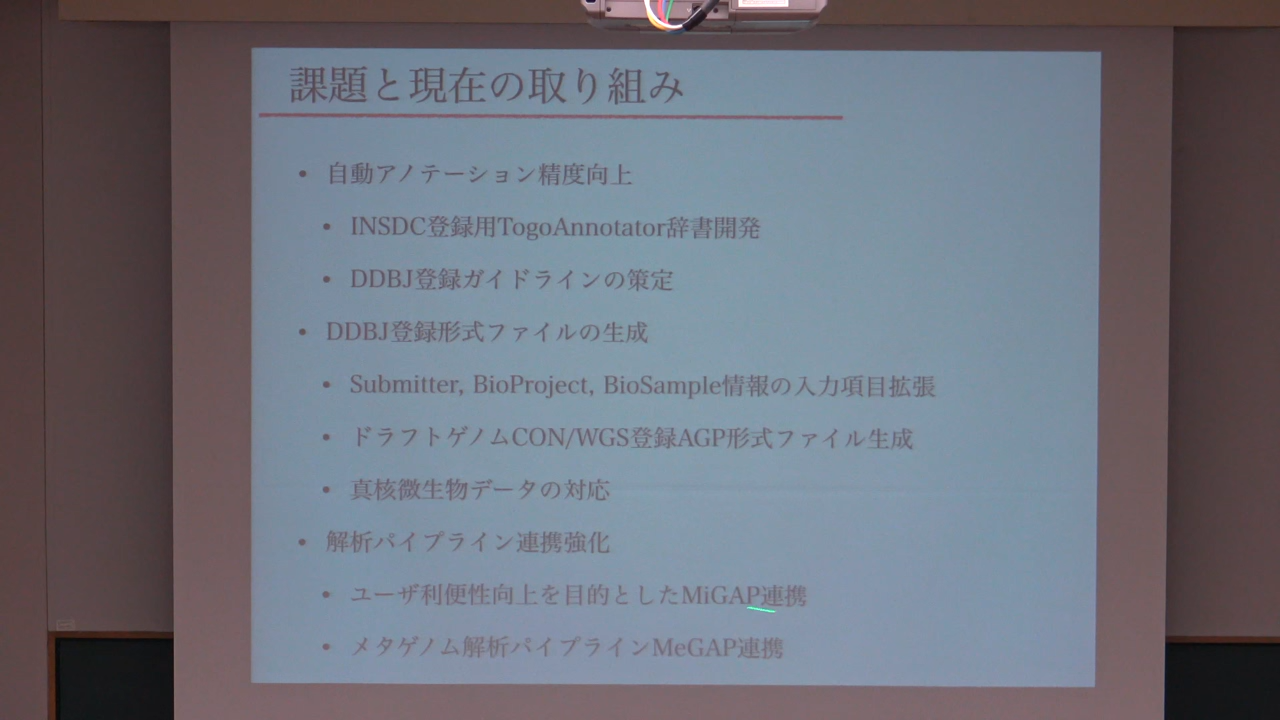 課題と現在の取り組み
• 自動アノテーション精度向上
• INSDC登録用TogoAnnotator辞書開発
• DDBJ登録ガイドラインの策定
• DDBJ登録形式ファイルの生成
• Submitter, BioProject, BioSample情報の入力項目拡張
• ドラフトゲノムCON/WGS登録AGP形式ファイル生成
• 真核微生物データの対応
• 解析パイプライン連携強化
• ユーザ利便性向上を目的としたMiGAP連携
• メタゲノム解析パイプラインMeGAP連携